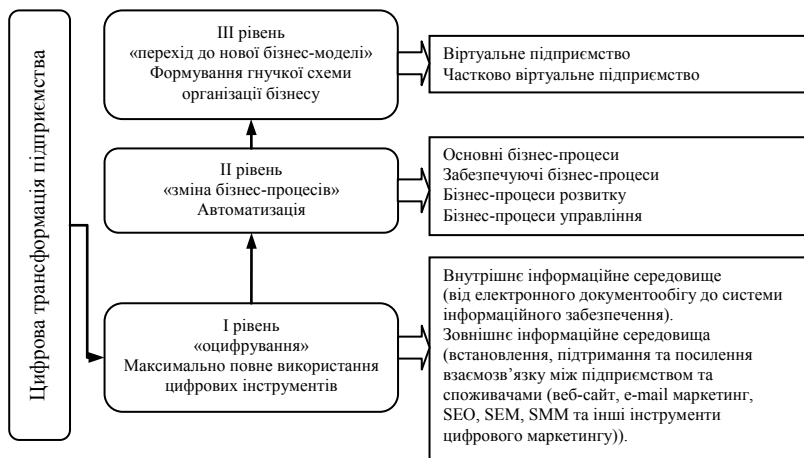 Цифрова трансформація підприємства
ІІІ рівень
«перехід до нової бізнес-моделі»
Формування гнучкої схеми
організації бізнесу
Віртуальне підприємство
Частково віртуальне підприємство
ІІ рівень
«зміна бізнес-процесів»
Автоматизація
Основні бізнес-процеси
Забезпечуючі бізнес-процеси
Бізнес-процеси розвитку
Бізнес-процеси управління
І рівень
«оцифрування»
Максимально повне використання
цифрових інструментів
Внутрішнє інформаційне середовище
(від електронного документообігу до системи
інформаційного забезпечення).
Зовнішнє інформаційне середовища
(встановлення, підтримання та посилення
взаємозв’язку між підприємством та
споживачами (веб-сайт, e-mail маркетинг,
SEO, SEM, SMM та інші інструменти
цифрового маркетингу)).